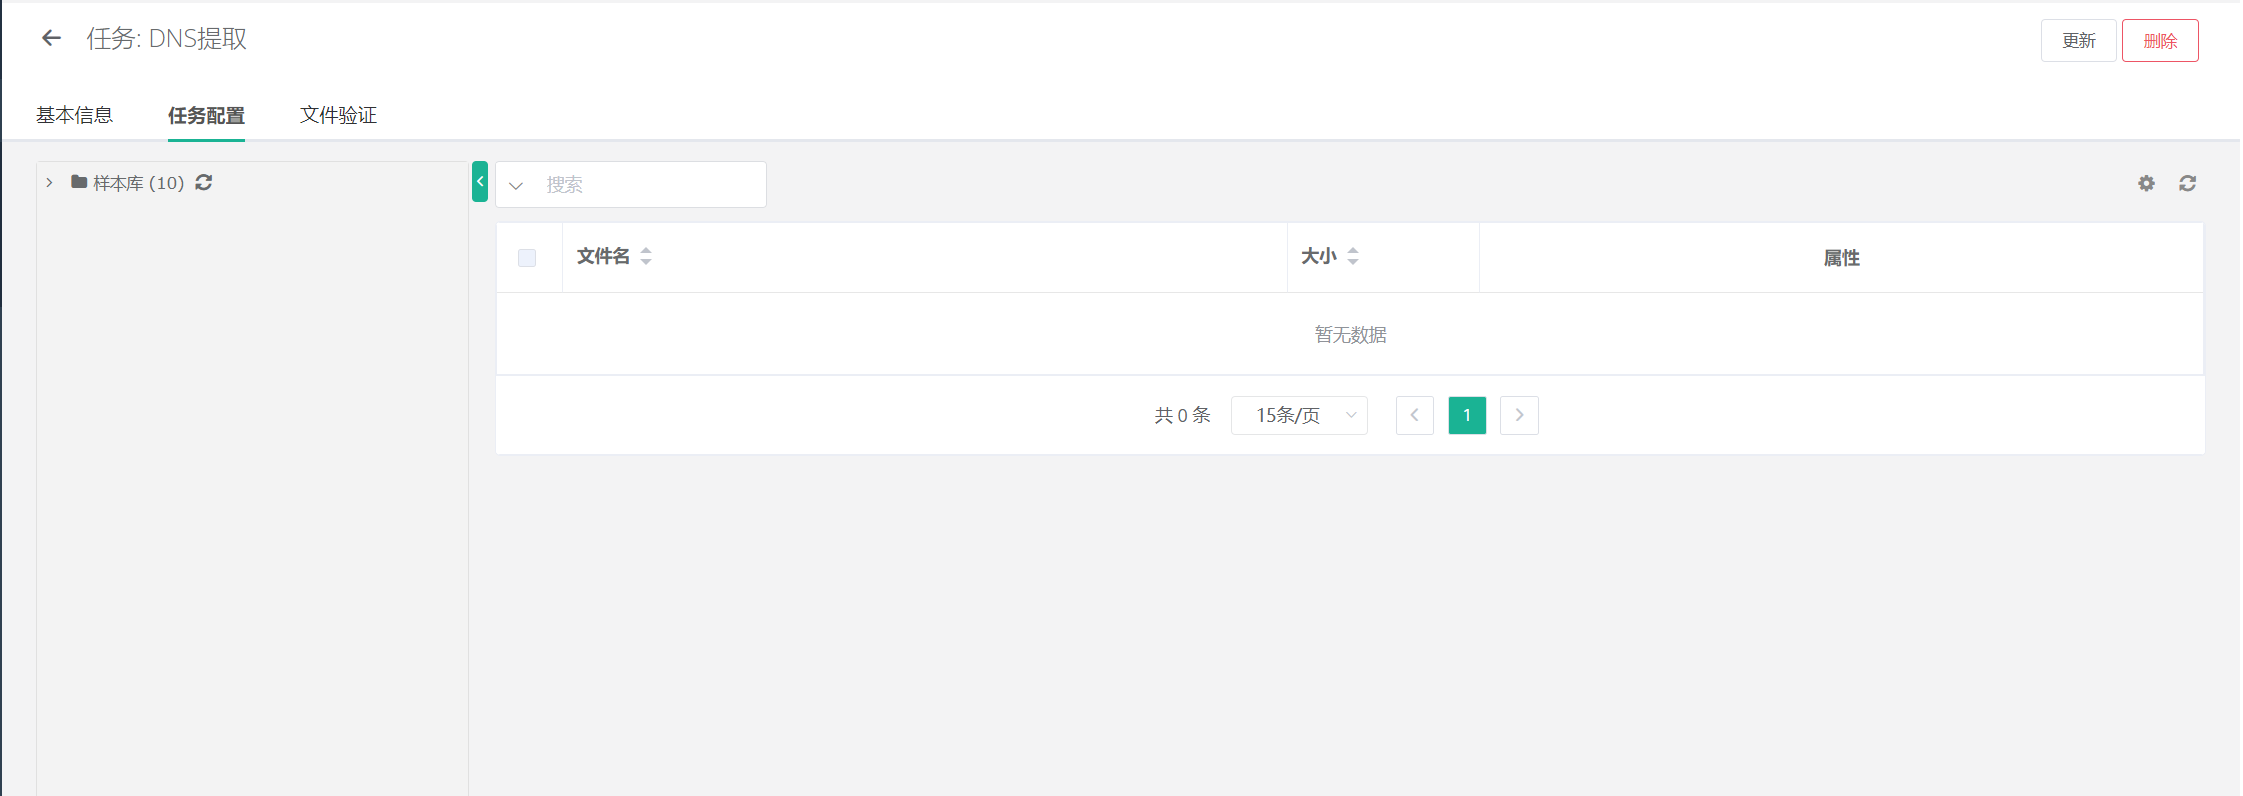 任务: DNS提取
更新 删除
基本信息 任务配置 文件验证
样本库 (10)
搜索
文件名 大小 属性
暂无数据
共 0 条 15条/页 1